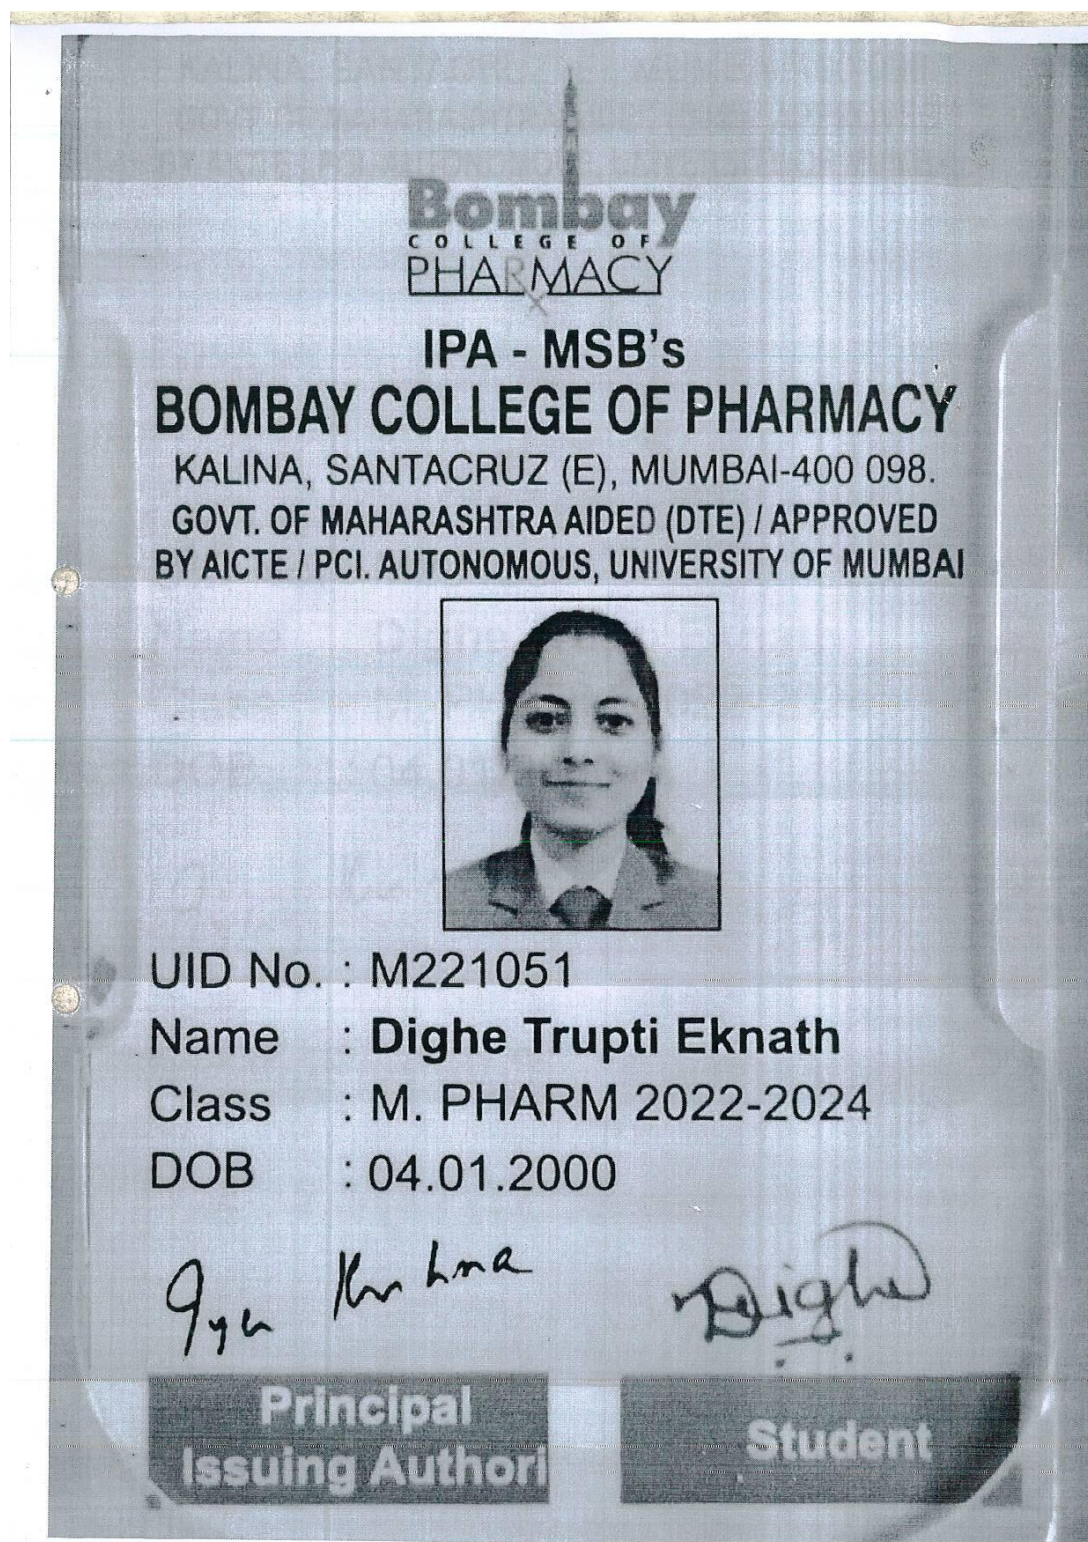 Bombay
COLLEGE OF
PHARMACY
IPA - MSB's
BOMBAY COLLEGE OF PHARMACY
KALINA, SANTACRUZ (E), MUMBAI-400 098.
GOVT. OF MAHARASHTRA AIDED (DTE) / APPROVED
BY AICTE / PCI. AUTONOMOUS, UNIVERSITY OF MUMBAI
UID No. : M221051
Name : Dighe Trupti Eknath
Class : M. PHARM 2022-2024
DOB : 04.01.2000
Dighe
Principal
Issuing Authori
Student